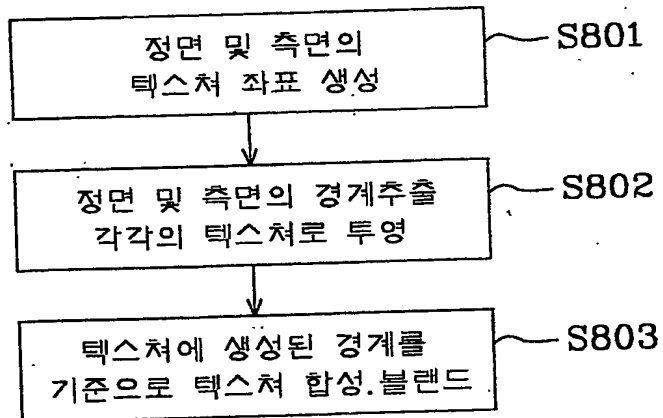 정면 및 측면의
텍스쳐 좌표 생성
S801
정면 및 측면의 경계추출
각각의 텍스쳐로 투영
S802
텍스쳐에 생성된 경계를
기준으로 텍스쳐 합성.블랜드
S803